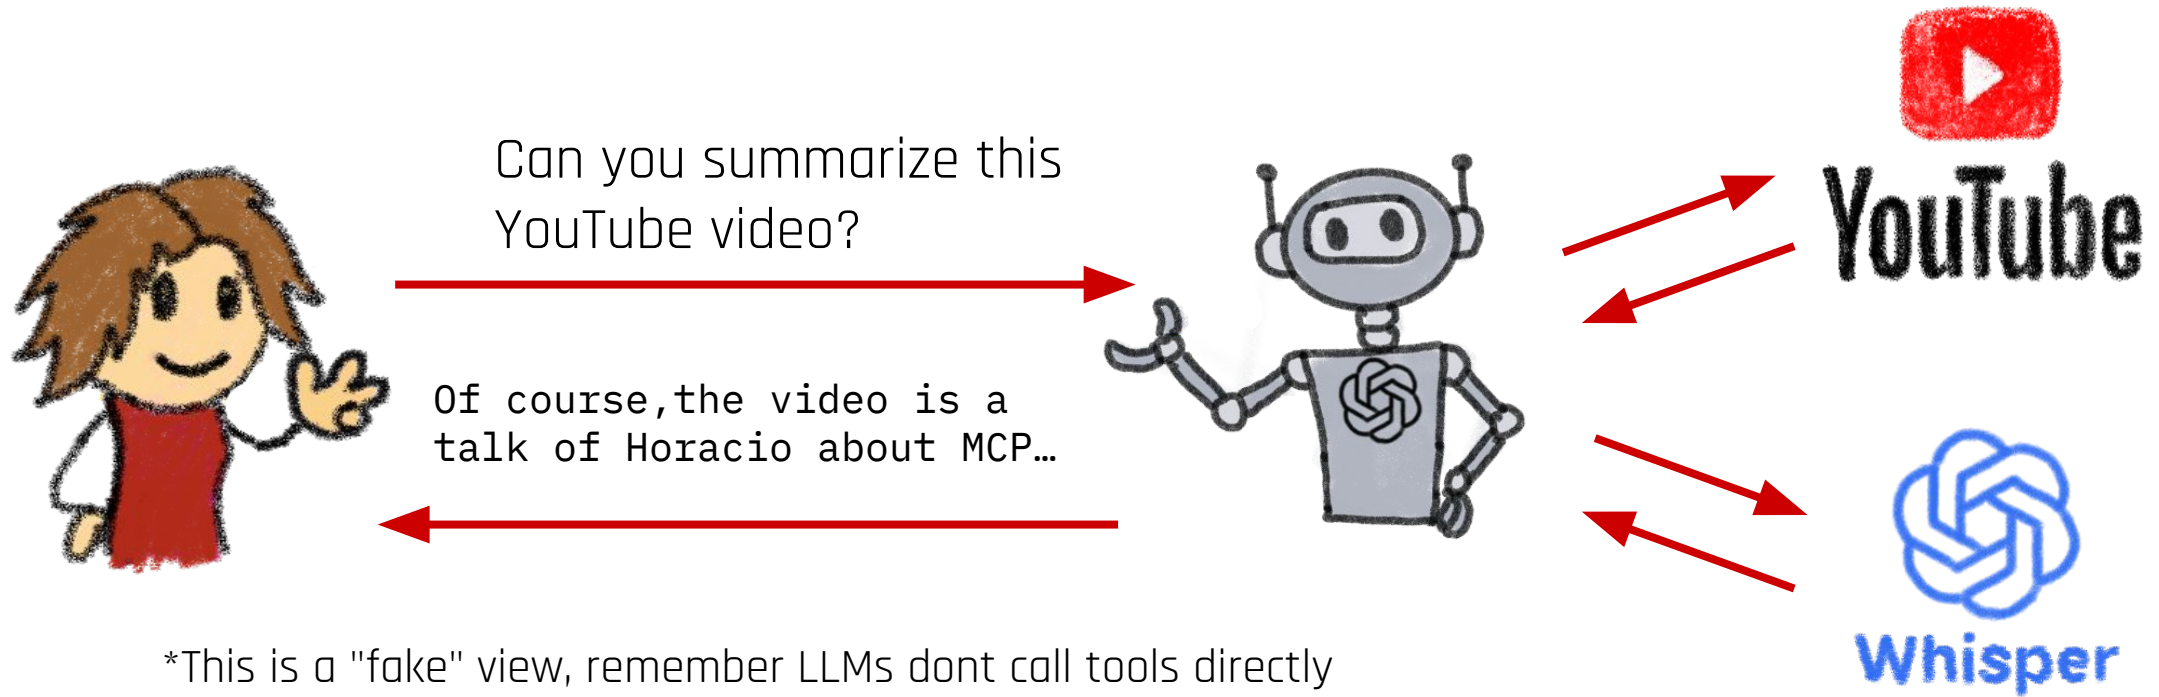 Can you summarize this
YouTube video?
Of course,the video is a
talk of Horacio about MCP…
YouTube
Whisper
*This is a "fake" view, remember LLMs dont call tools directly